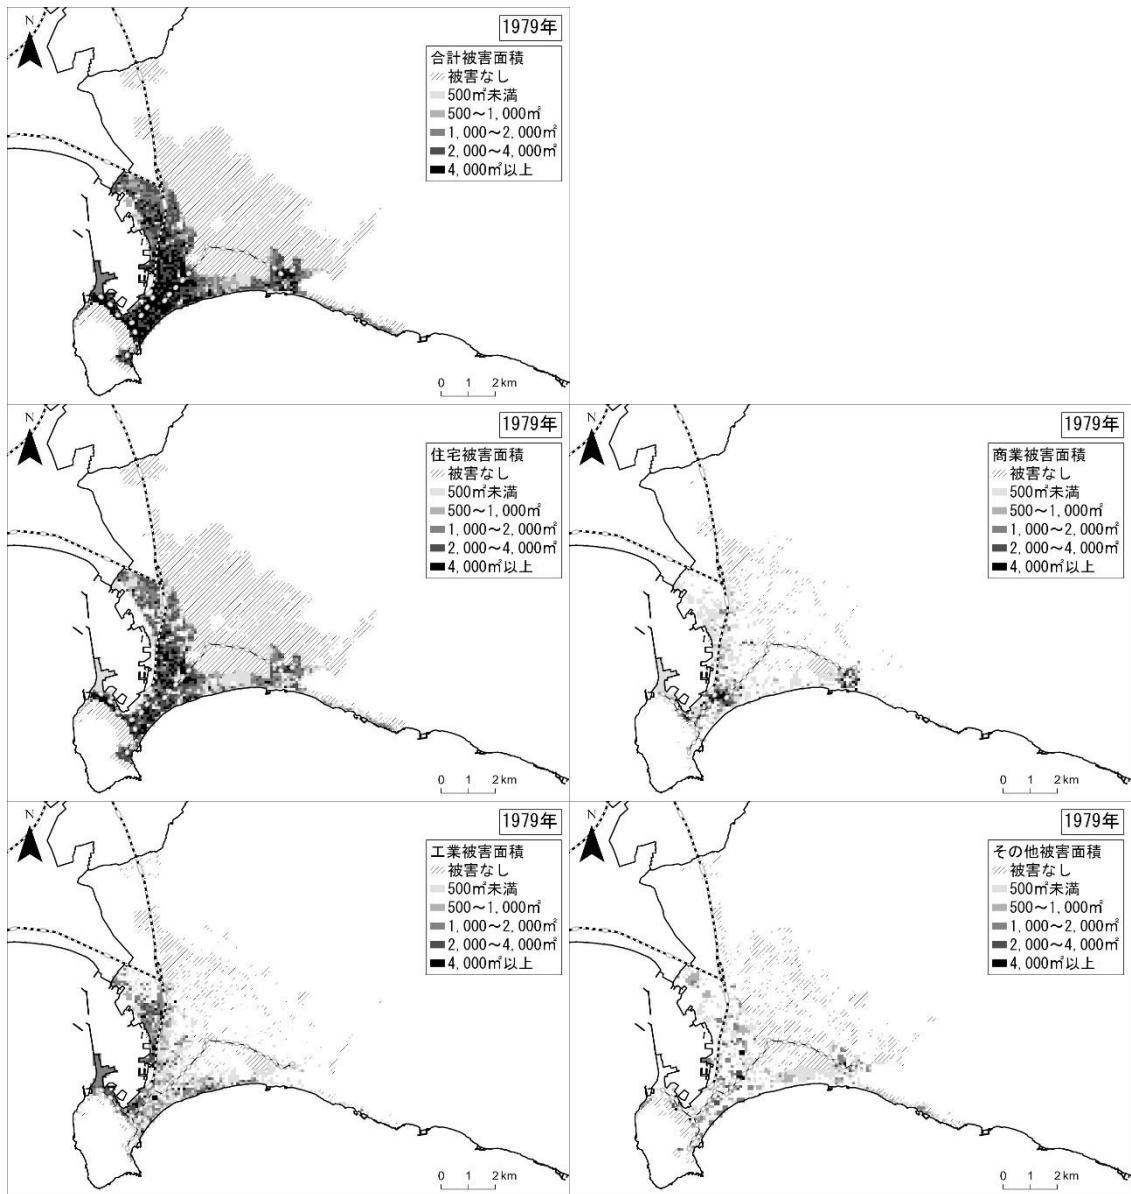 N
1979年
合計被害面積
被害なし
500㎡未満
500～1,000㎡
1,000～2,000㎡
2,000～4,000㎡
4,000㎡以上
0 1 2km
N
1979年
住宅被害面積
被害なし
500㎡未満
500～1,000㎡
1,000～2,000㎡
2,000～4,000㎡
4,000㎡以上
0 1 2km
N
1979年
商業被害面積
被害なし
500㎡未満
500～1,000㎡
1,000～2,000㎡
2,000～4,000㎡
4,000㎡以上
0 1 2km
N
1979年
工業被害面積
被害なし
500㎡未満
500～1,000㎡
1,000～2,000㎡
2,000～4,000㎡
4,000㎡以上
0 1 2km
N
1979年
その他被害面積
被害なし
500㎡未満
500～1,000㎡
1,000～2,000㎡
2,000～4,000㎡
4,000㎡以上
0 1 2km